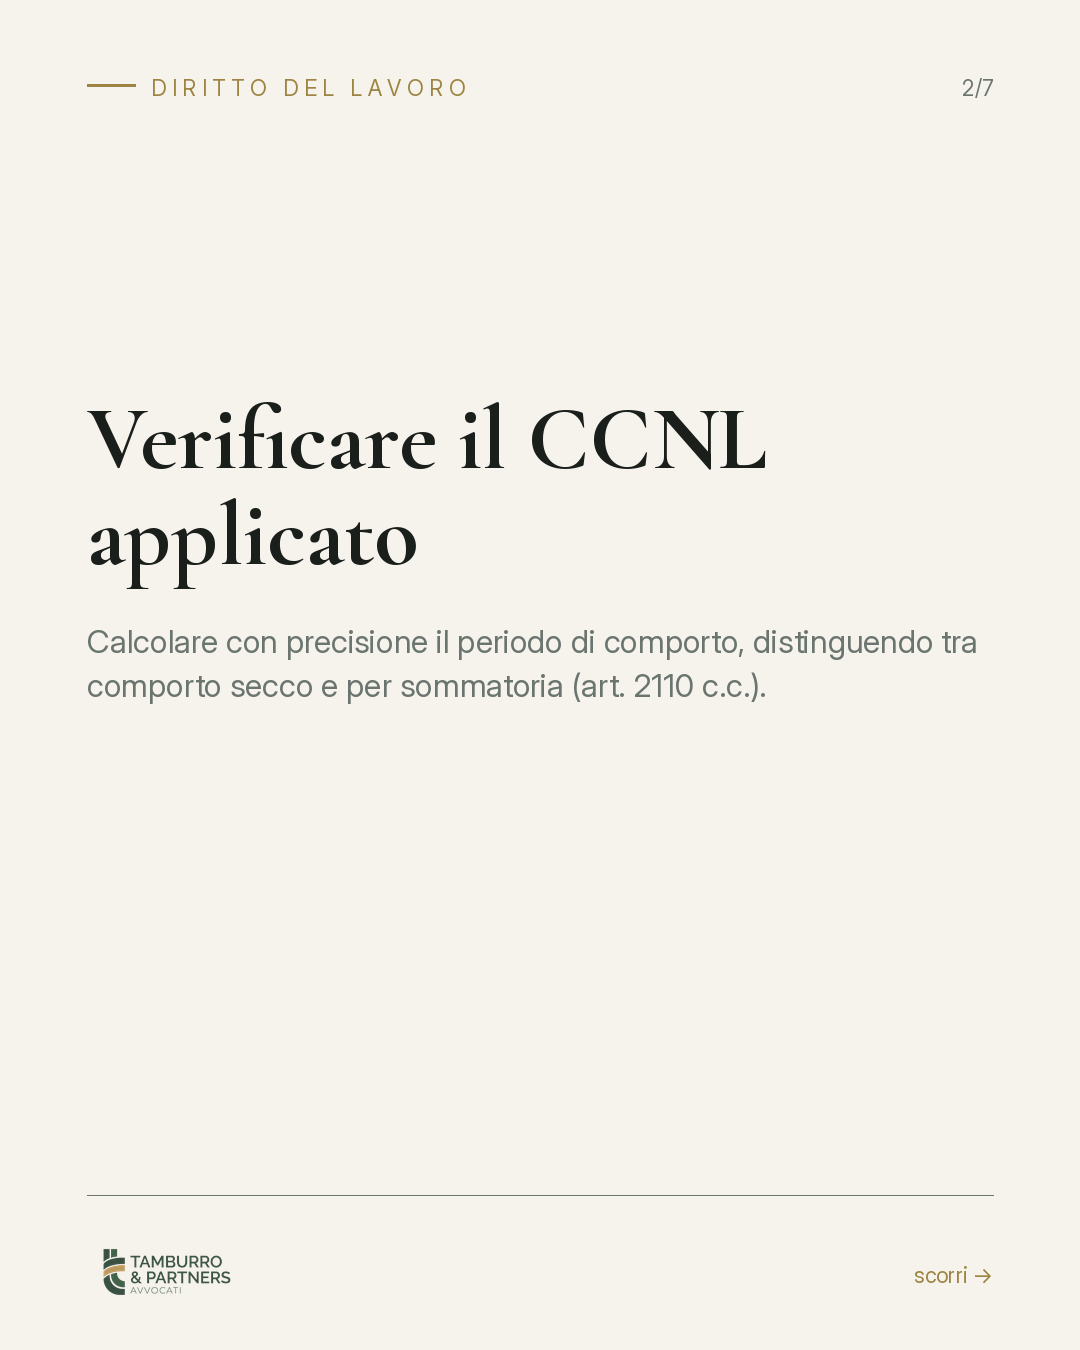 DIRITTO DEL LAVORO
2/7
Verificare il CCNL
applicato
Calcolare con precisione il periodo di comporto, distinguendo tra
comporto secco e per sommatoria (art. 2110 c.c.).
TAMBURRO
& PARTNERS
AVVOCATI
scorri →